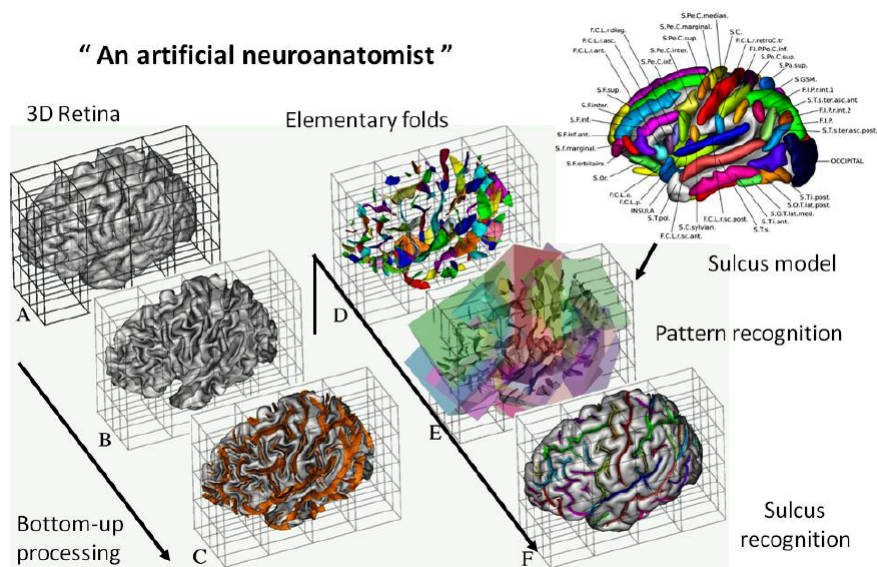 “ An artificial neuroanatomist ”
3D Retina
Elementary folds
A
B
C
D
E
F
Bottom-up
processing
Sulcus model
Pattern recognition
Sulcus
recognition
S.Pe.C.median.
S.Pe.C.marginal.
S.Pe.C.sup.
S.Pe.C.inter.
S.Pe.C.inf.
F.C.L.r.diag.
F.C.L.r.asc.
F.C.L.r.ant.
S.F.sup.
S.F.inter.
S.F.inf.
S.F.inf.ant.
S.F.marginal.
S.F.orbitaire.
S.Or.
F.C.L.a.
F.C.L.p.
INSULA
S.T.pol.
F.C.L.r.sc.ant.
S.C.sylvian.
F.C.L.r.sc.post.
S.T.s.
S.T.i.ant.
S.O.T.lat.med.
S.O.T.lat.post.
S.T.i.post.
OCCIPITAL
S.T.s.ter.asc.post.
F.I.P.
F.I.P.r.int.2
S.T.s.ter.asc.ant.
F.I.P.r.int.1
S.GSM.
S.Pa.sup.
S.Po.C.sup.
F.I.P.Po.C.inf.
F.C.L.r.retroC.tr
S.C.